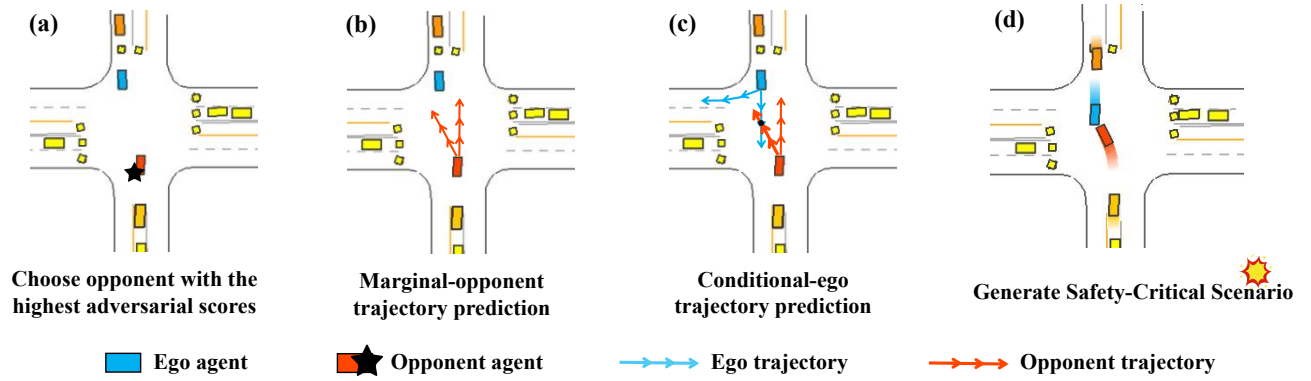 (a)
(b)
(c)
(d)
Choose opponent with the
highest adversarial scores
Marginal-opponent
trajectory prediction
Conditional-ego
trajectory prediction
Generate Safety-Critical Scenario
Ego agent
Opponent agent
Ego trajectory
Opponent trajectory